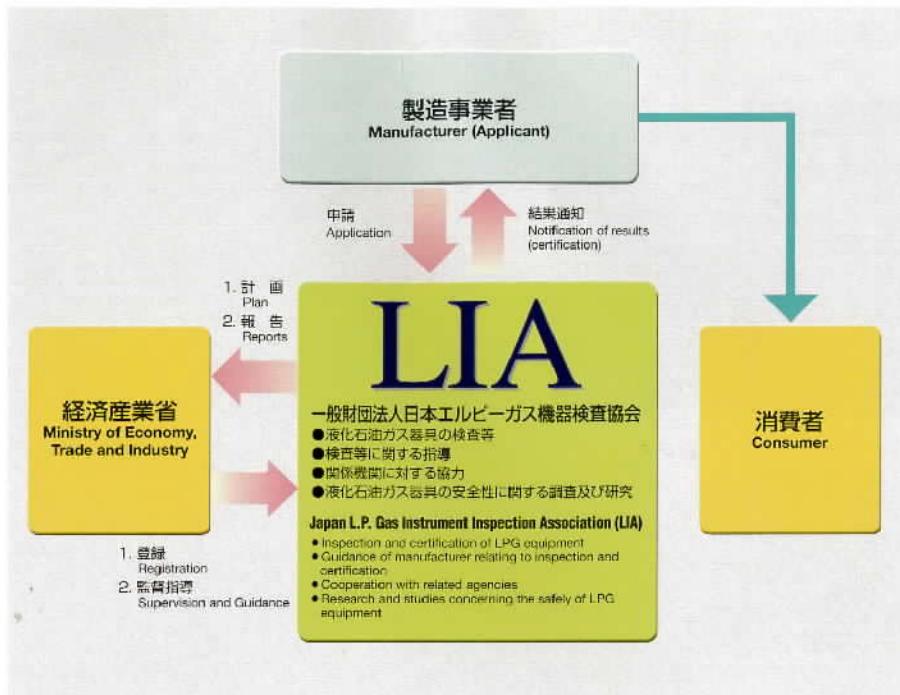 製造事業者
Manufacturer (Applicant)
申請
Application
結果通知
Notification of results
(certification)
1. 計 画
Plan
2. 報 告
Reports
LIA
一般財団法人日本エルピーガス機器検査協会
●液化石油ガス器具の検査等
●検査等に関する指導
●関係機関に対する協力
●液化石油ガス器具の安全性に関する調査及び研究
Japan L.P. Gas Instrument Inspection Association (LIA)
● Inspection and certification of LPG equipment
● Guidance of manufacturer relating to inspection and
certification
● Cooperation with related agencies
● Research and studies concerning the safely of LPG
equipment
経済産業省
Ministry of Economy,
Trade and Industry
1. 登録
Registration
2. 監督指導
Supervision and Guidance
消費者
Consumer